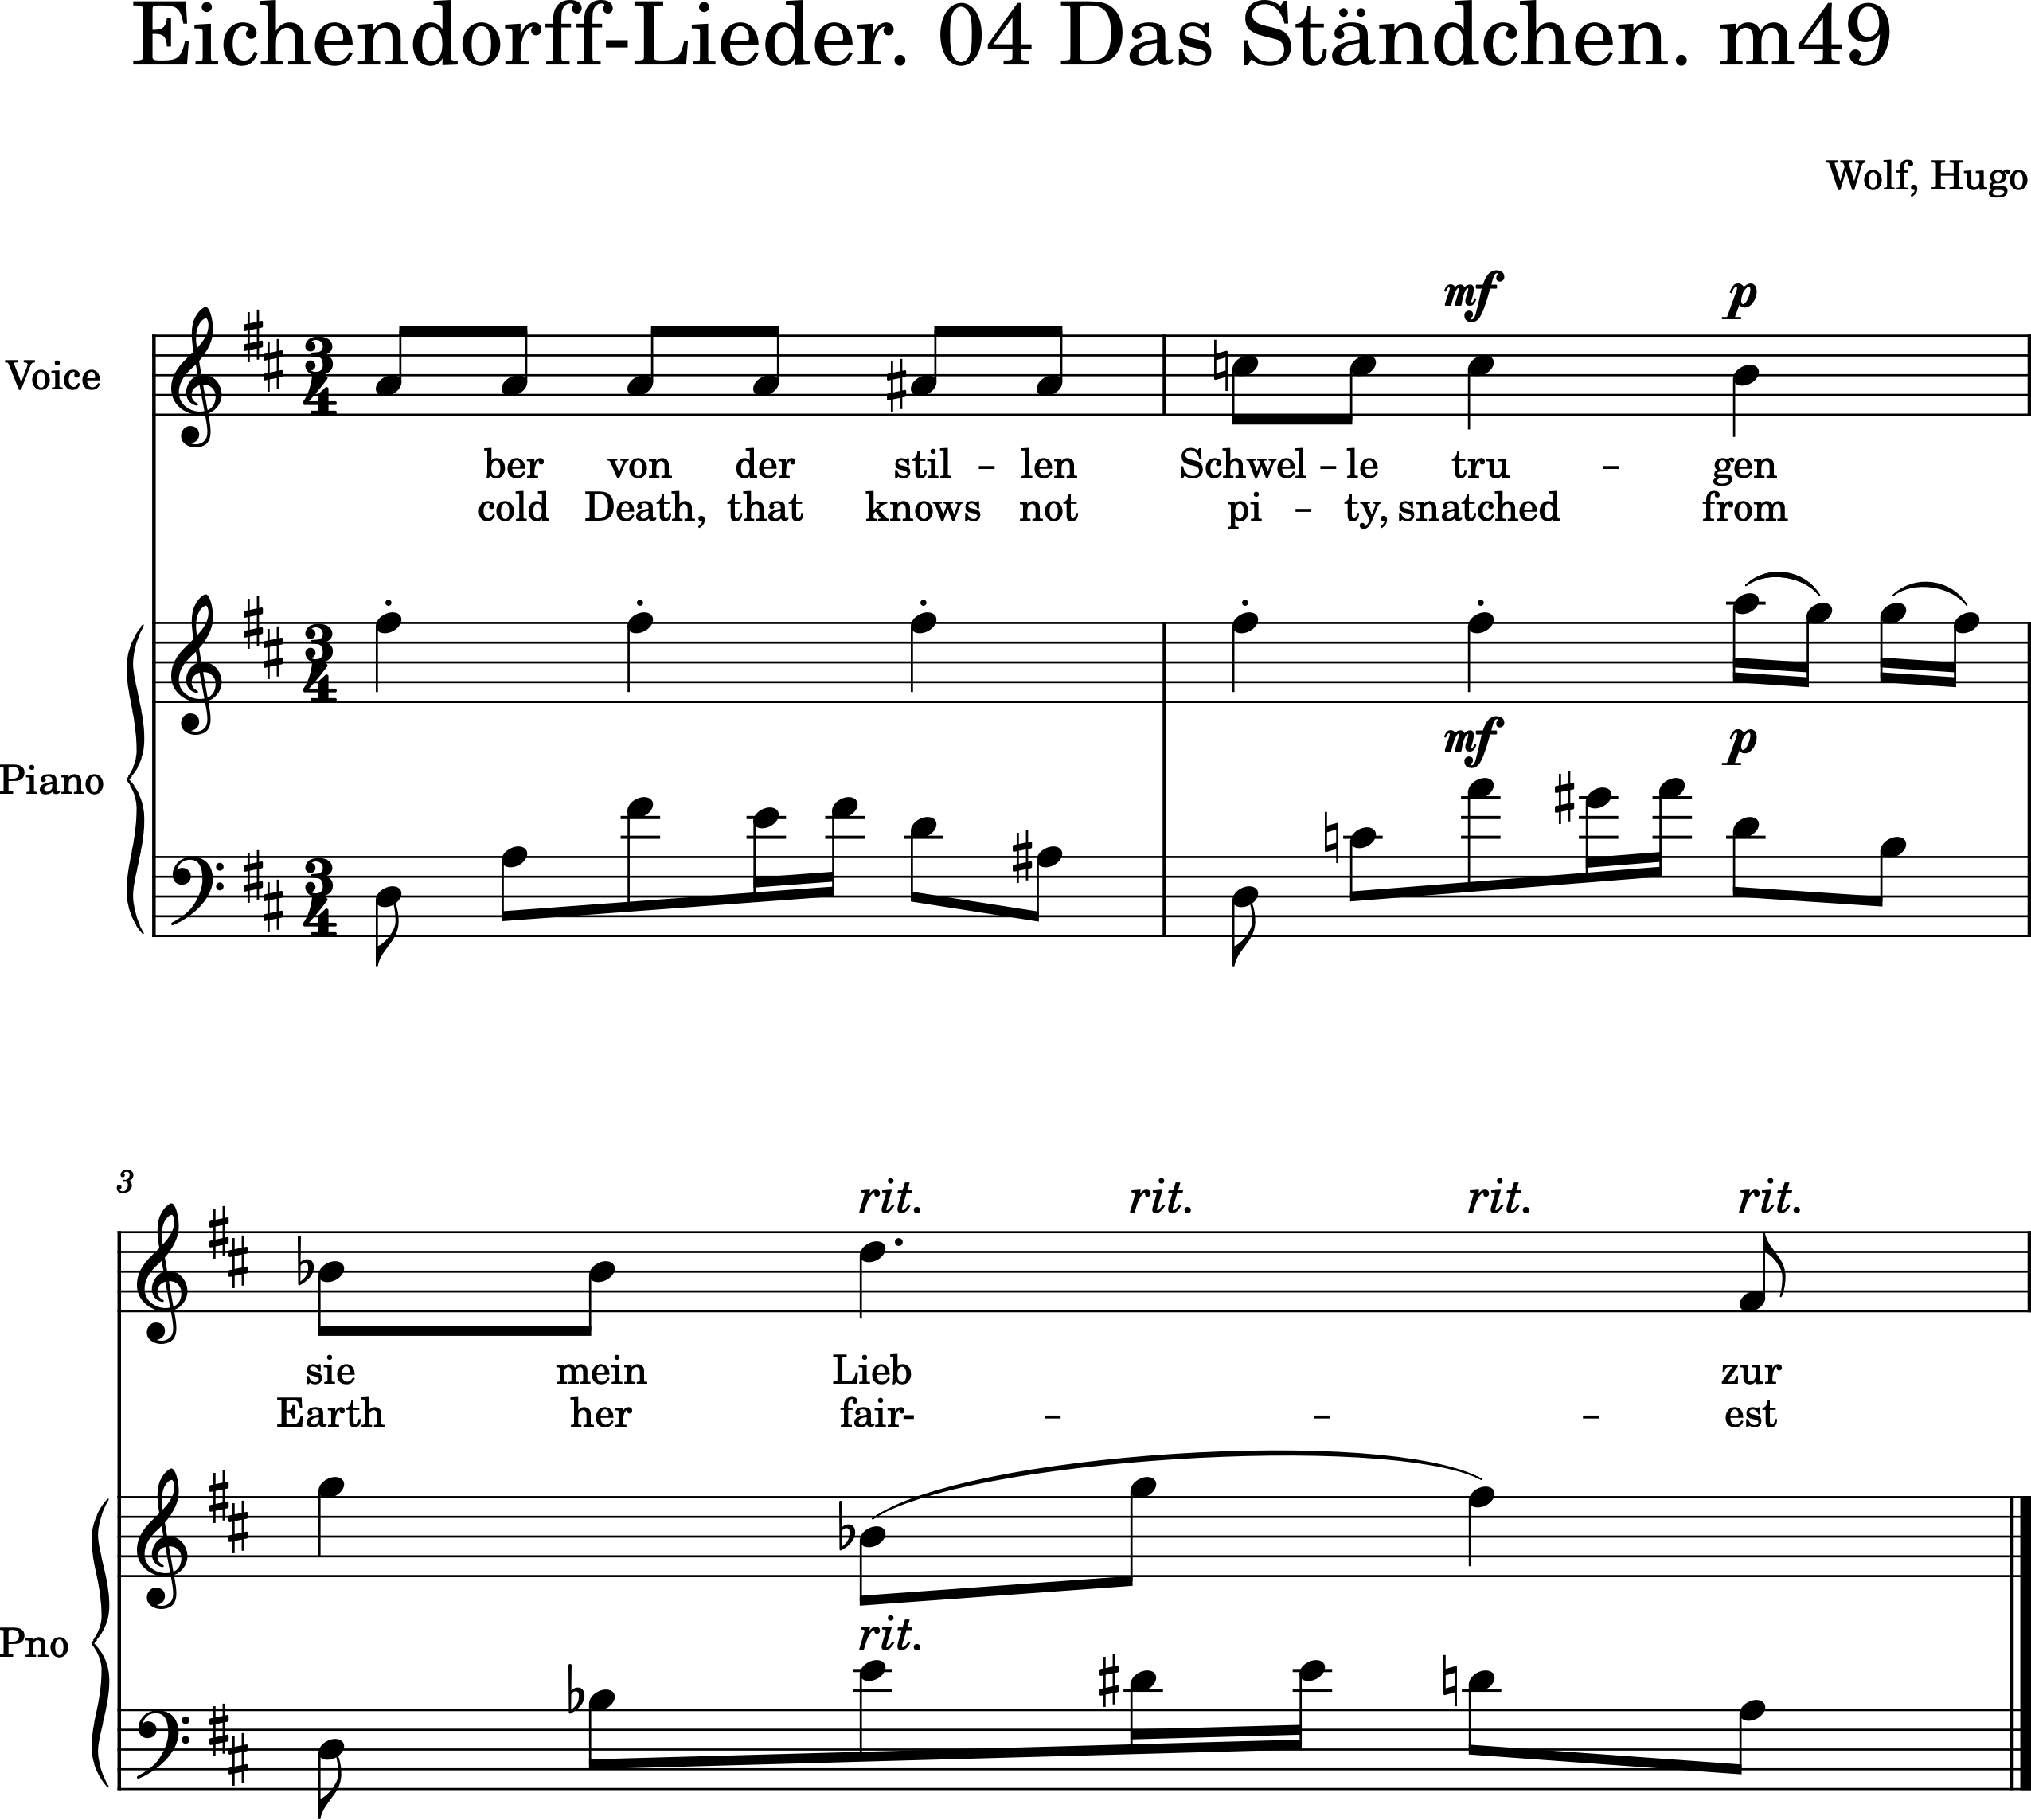 Eichendorff-Lieder. 04 Das Ständchen. m49
Wolf, Hugo
mf p
Voice
ber von der stil – len Schwel – le tru – gen
cold Death, that knows not pi – ty, snatched from
mf p
Piano
3
rit. rit. rit. rit.
sie mein Lieb zur
Earth her fair- – – – est
Pno
rit.